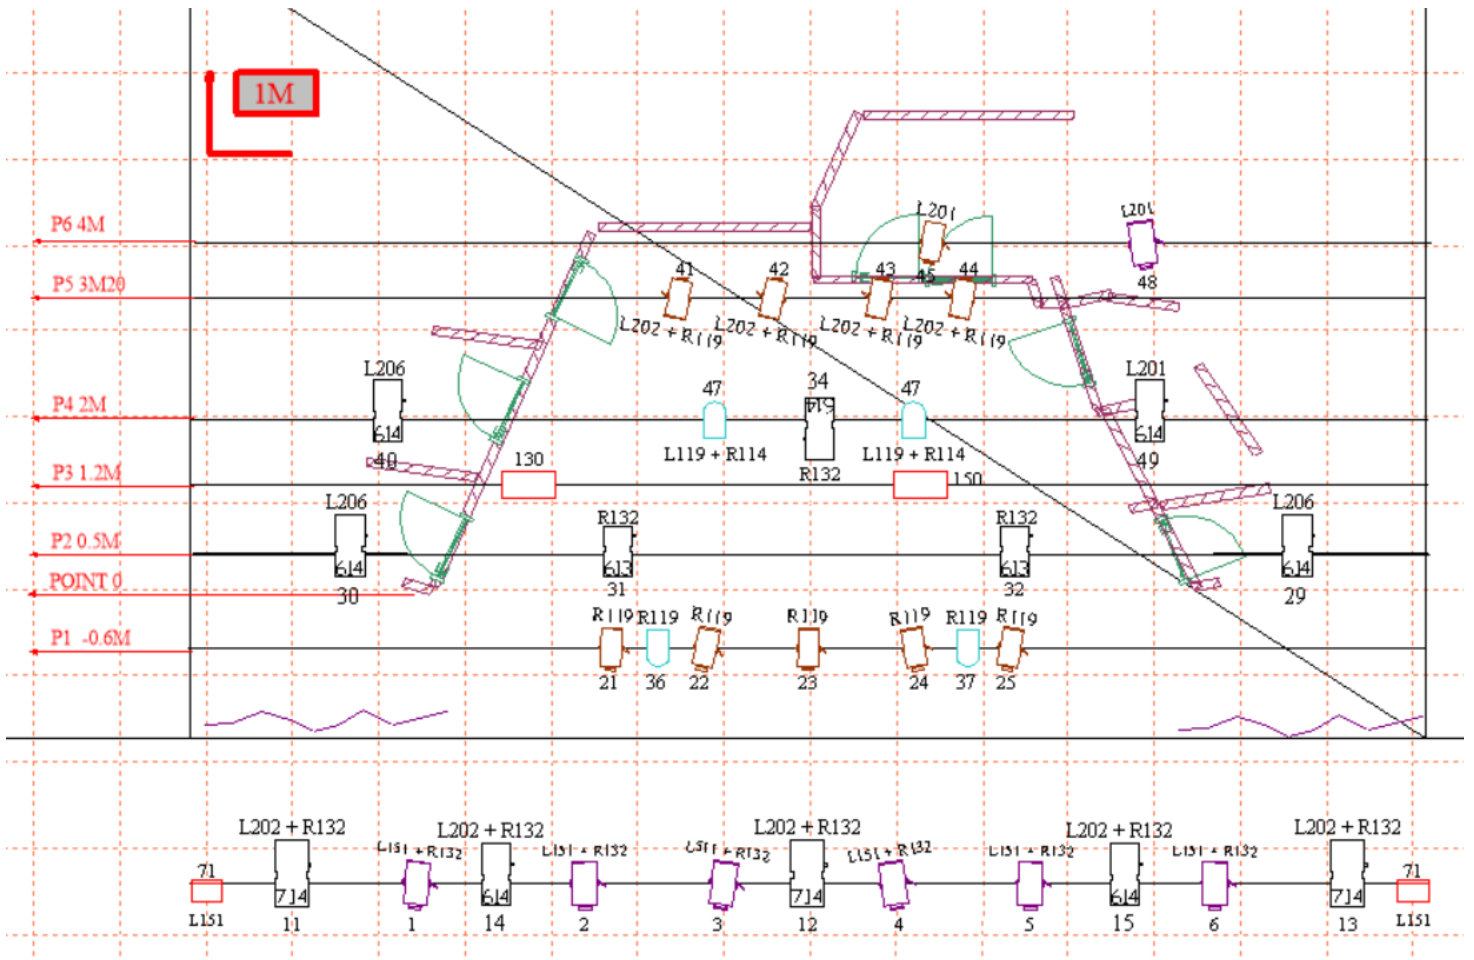 1M
P6 4M
L201
L201
45
48
P5 3M20
41
42
43
44
L202 + R119
L202 + R119
L202 + R119
L202 + R119
P4 2M
L206
614
40
47
L119 + R114
34
614
R132
47
L119 + R114
L201
614
49
P3 1.2M
130
150
P2 0.5M
L206
614
30
R132
613
31
R132
613
32
L206
614
29
POINT 0
P1 -0.6M
R119
R119
R119
R119
R119
R119
R119
21
36
22
23
24
37
25
L202 + R132
L202 + R132
L202 + R132
L202 + R132
L202 + R132
L151 + R132
L151 + R132
L151 + R132
L151 + R132
L151 + R132
L151 + R132
71
71
714
614
714
614
714
L151
11
1
14
2
3
12
4
5
15
6
13
L151